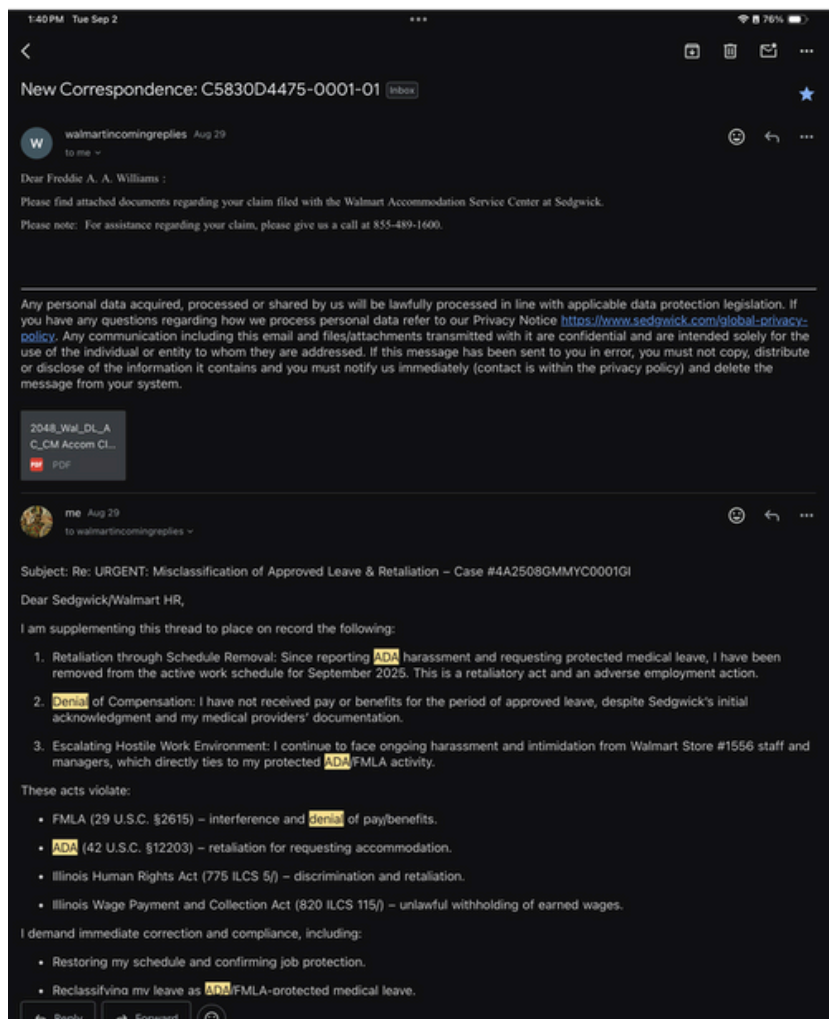 1:40 PM Tue Sep 2
76%
New Correspondence: C5830D4475-0001-01 Inbox
W
walmartincomingreplies Aug 29
to me
Dear Freddie A. A. Williams :
Please find attached documents regarding your claim filed with the Walmart Accommodation Service Center at Sedgwick.
Please note: For assistance regarding your claim, please give us a call at 855-489-1600.
Any personal data acquired, processed or shared by us will be lawfully processed in line with applicable data protection legislation. If
you have any questions regarding how we process personal data refer to our Privacy Notice https://www.sedgwick.com/global-privacy-
policy. Any communication including this email and files/attachments transmitted with it are confidential and are intended solely for the
use of the individual or entity to whom they are addressed. If this message has been sent to you in error, you must not copy, distribute
or disclose of the information it contains and you must notify us immediately (contact is within the privacy policy) and delete the
message from your system.
2048_Wal_DL_A
C_CM Accom Cl...
PDF PDF
me Aug 29
to walmartincomingreplies
Subject: Re: URGENT: Misclassification of Approved Leave & Retaliation – Case #4A2508GMMYC0001GI
Dear Sedgwick/Walmart HR,
I am supplementing this thread to place on record the following:
1. Retaliation through Schedule Removal: Since reporting ADA harassment and requesting protected medical leave, I have been
removed from the active work schedule for September 2025. This is a retaliatory act and an adverse employment action.
2. Denial of Compensation: I have not received pay or benefits for the period of approved leave, despite Sedgwick's initial
acknowledgment and my medical providers' documentation.
3. Escalating Hostile Work Environment: I continue to face ongoing harassment and intimidation from Walmart Store #1556 staff and
managers, which directly ties to my protected ADA/FMLA activity.
These acts violate:
• FMLA (29 U.S.C. §2615) – interference and denial of pay/benefits.
• ADA (42 U.S.C. §12203) – retaliation for requesting accommodation.
• Illinois Human Rights Act (775 ILCS 5/) – discrimination and retaliation.
• Illinois Wage Payment and Collection Act (820 ILCS 115/) – unlawful withholding of earned wages.
I demand immediate correction and compliance, including:
• Restoring my schedule and confirming job protection.
• Reclassifying my leave as ADA/FMLA-protected medical leave.
Reply Forward